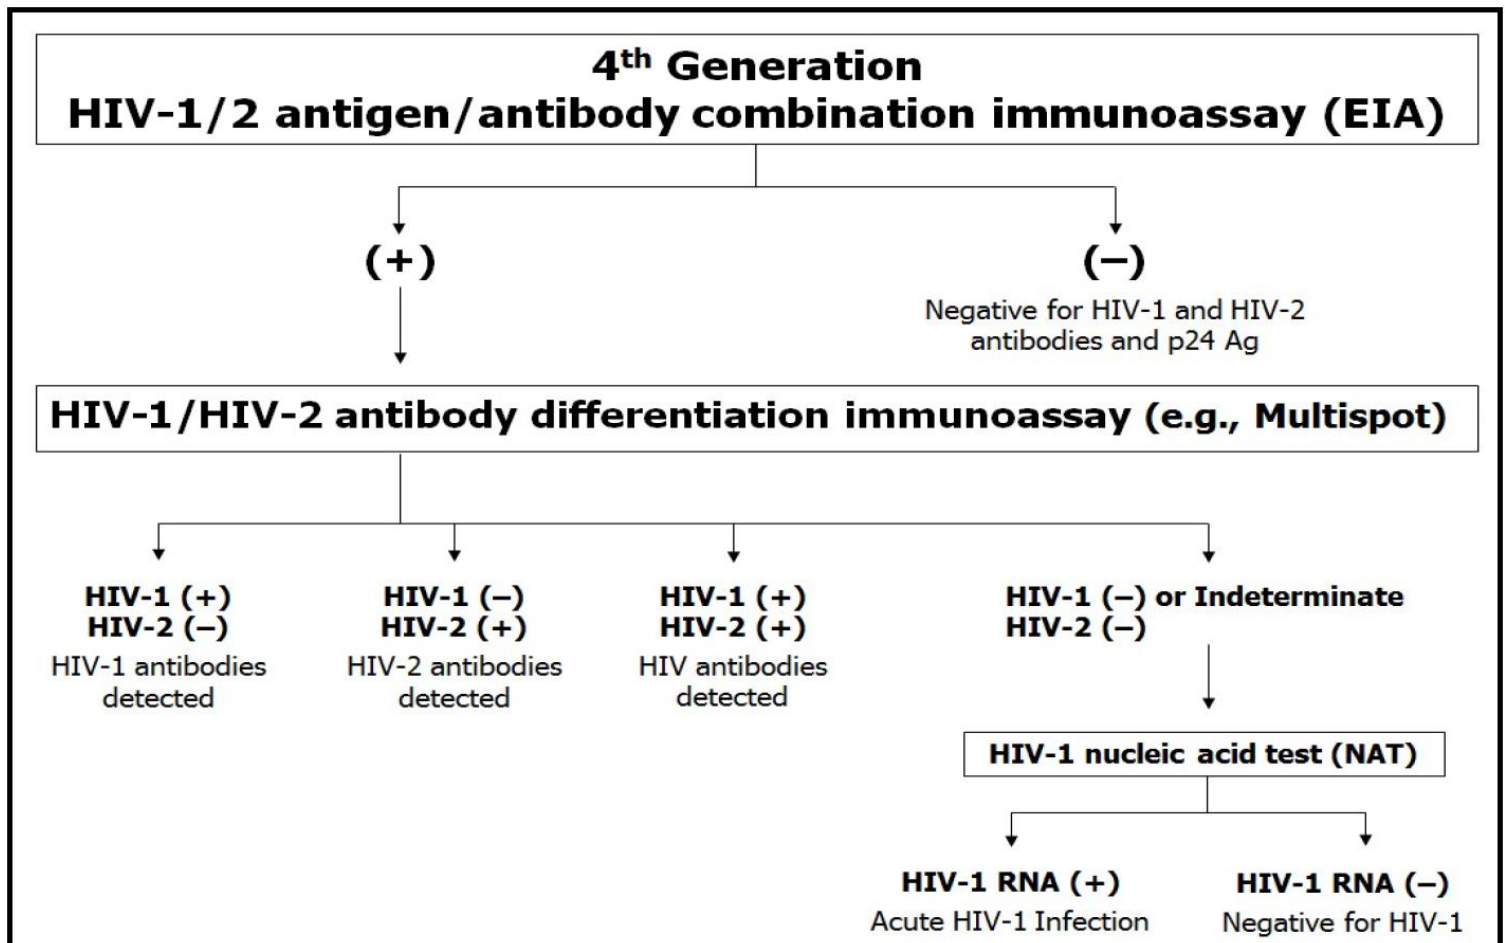 4th Generation
HIV-1/2 antigen/antibody combination immunoassay (EIA)
(+)
(–)
Negative for HIV-1 and HIV-2
antibodies and p24 Ag
HIV-1/HIV-2 antibody differentiation immunoassay (e.g., Multispot)
HIV-1 (+)
HIV-2 (–)
HIV-1 antibodies
detected
HIV-1 (–)
HIV-2 (+)
HIV-2 antibodies
detected
HIV-1 (+)
HIV-2 (+)
HIV antibodies
detected
HIV-1 (–) or Indeterminate
HIV-2 (–)
HIV-1 nucleic acid test (NAT)
HIV-1 RNA (+)
Acute HIV-1 Infection
HIV-1 RNA (–)
Negative for HIV-1